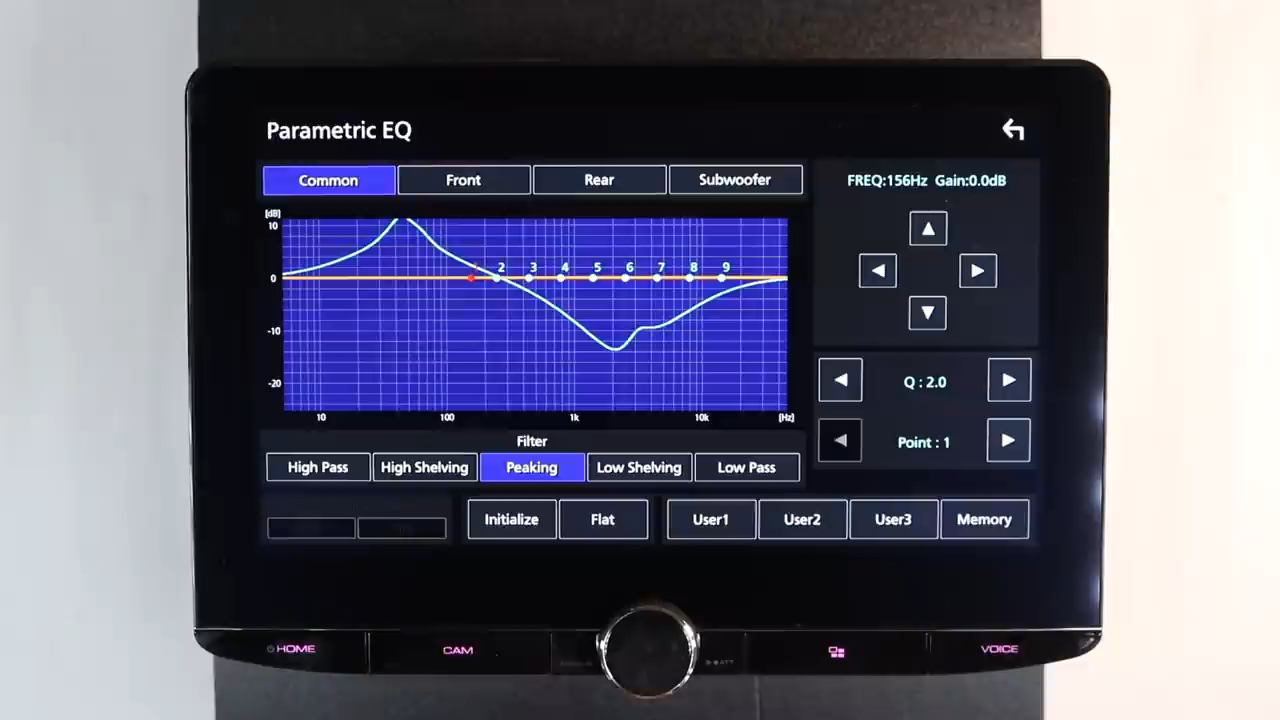 Parametric EQ
Common Front Rear Subwoofer
FREQ:156Hz Gain:0.0dB
[dB]
10
0
-10
-20
2 3 4 5 6 7 8 9
10 100 1k 10k [Hz]
Q : 2.0
Point : 1
Filter
High Pass High Shelving Peaking Low Shelving Low Pass
Initialize Flat User1 User2 User3 Memory
HOME CAM VOICE